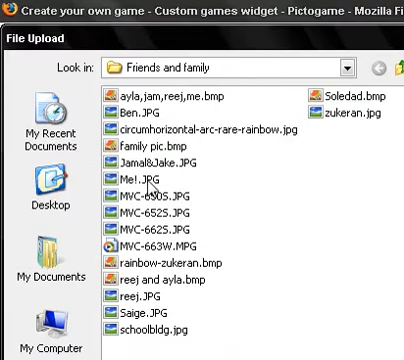 Create your own game - Custom games widget - Pictogame - Mozilla Fi
File Upload
Look in:
Friends and family
My Recent
Documents
Desktop
My Documents
My Computer
ayla,jam,reej,me.bmp
Ben.JPG
circumhorizontal-arc-rare-rainbow.jpg
family pic.bmp
Jamal&Jake.JPG
Me!.JPG
MVC-650S.JPG
MVC-652S.JPG
MVC-662S.JPG
MVC-663W.MPG
rainbow-zukeran.bmp
reej and ayla.bmp
reej.JPG
Saige.JPG
schoolbldg.jpg
Soledad.bmp
zukeran.jpg